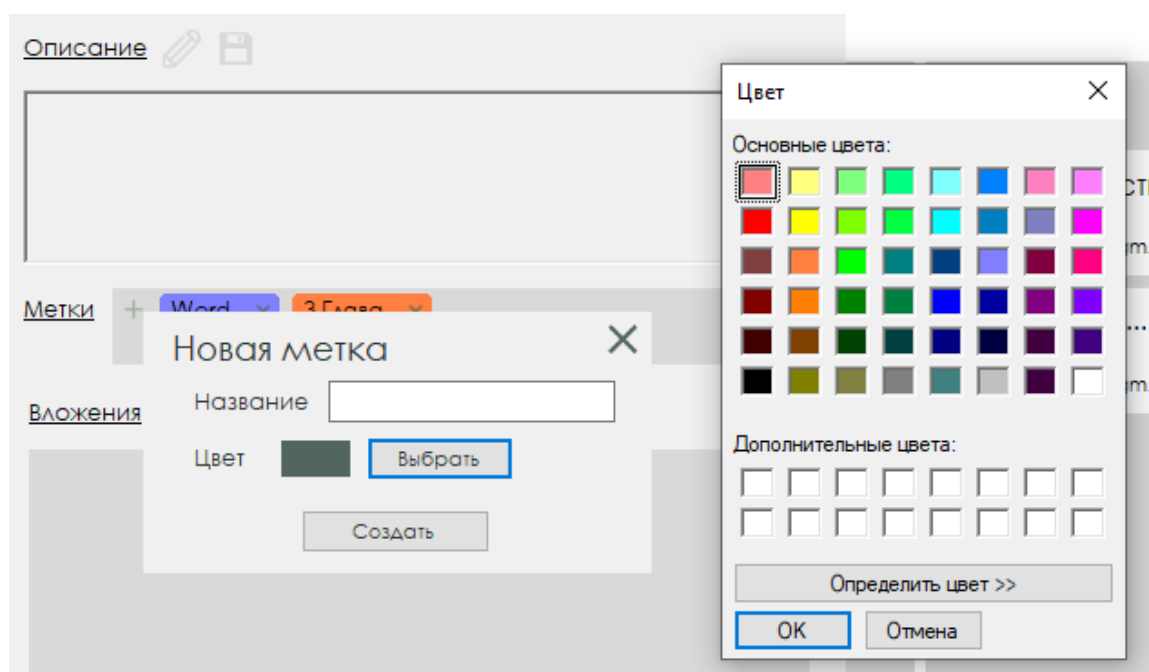 Описание
Метки + Word 3 Глава
Новая метка
Название
Цвет Выбрать
Создать
Вложения
Цвет
Основные цвета:
Дополнительные цвета:
Определить цвет >>
OK Отмена
...